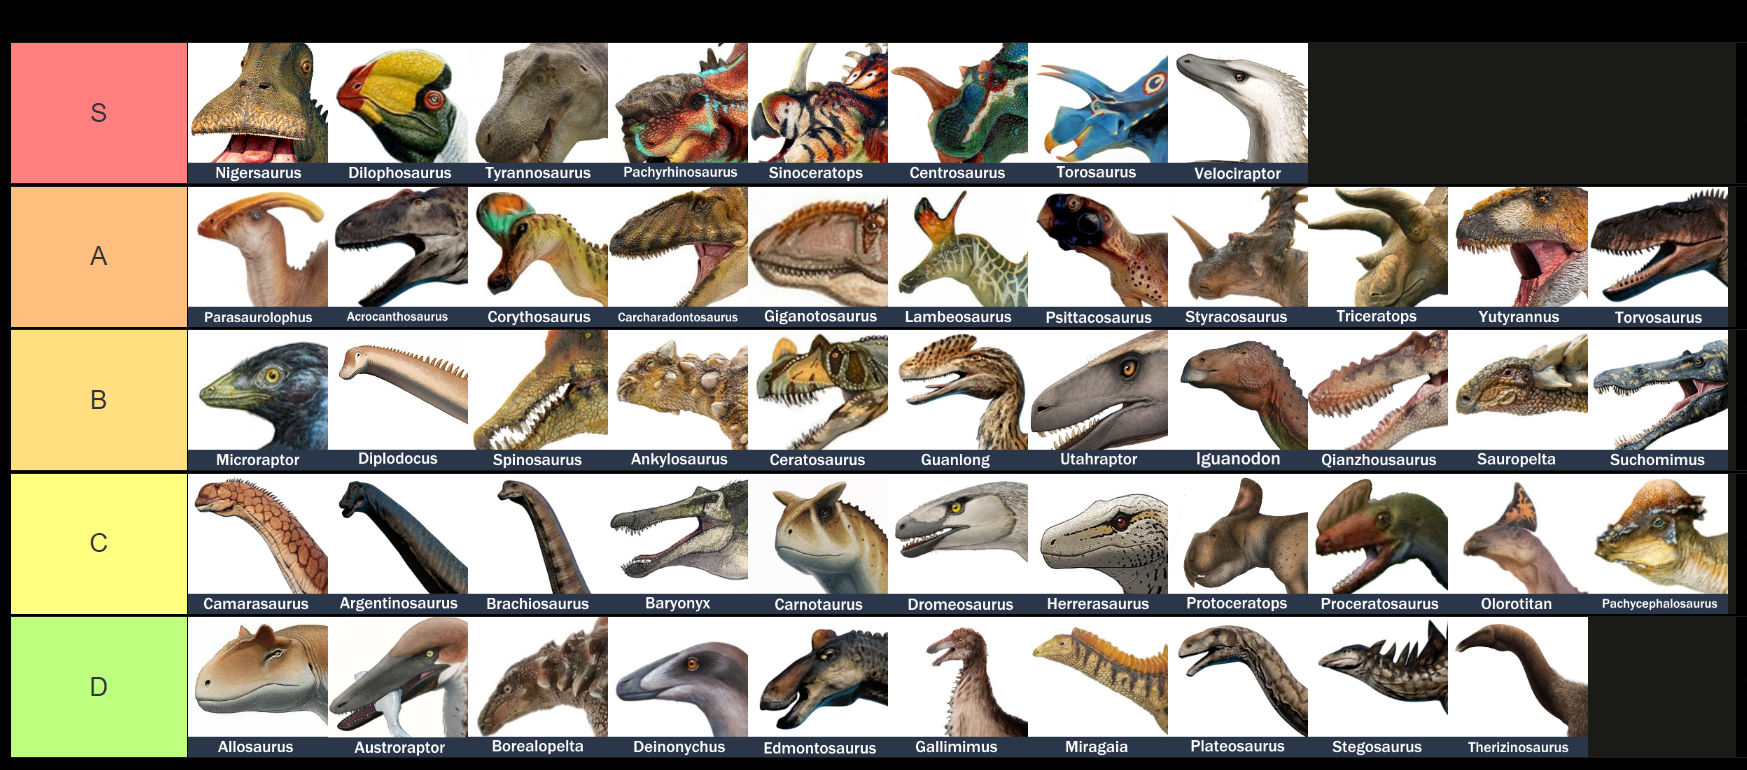 S
Nigersaurus Dilophosaurus Tyrannosaurus Pachyrhinosaurus Sinoceratops Centrosaurus Torosaurus Velociraptor
A
Parasaurolophus Acrocanthosaurus Corythosaurus Carcharadontosaurus Giganotosaurus Lambeosaurus Psittacosaurus Styracosaurus Triceratops Yutyrannus Torvosaurus
B
Microraptor Diplodocus Spinosaurus Ankylosaurus Ceratosaurus Guanlong Utahraptor Iguanodon Qianzhousaurus Sauropelta Suchomimus
C
Camarasaurus Argentinosaurus Brachiosaurus Baryonyx Carnotaurus Dromeosaurus Herrerasaurus Protoceratops Proceratosaurus Olorotitan Pachycephalosaurus
D
Allosaurus Austroraptor Borealopelta Deinonychus Edmontosaurus Gallimimus Miragaia Plateosaurus Stegosaurus Therizinosaurus